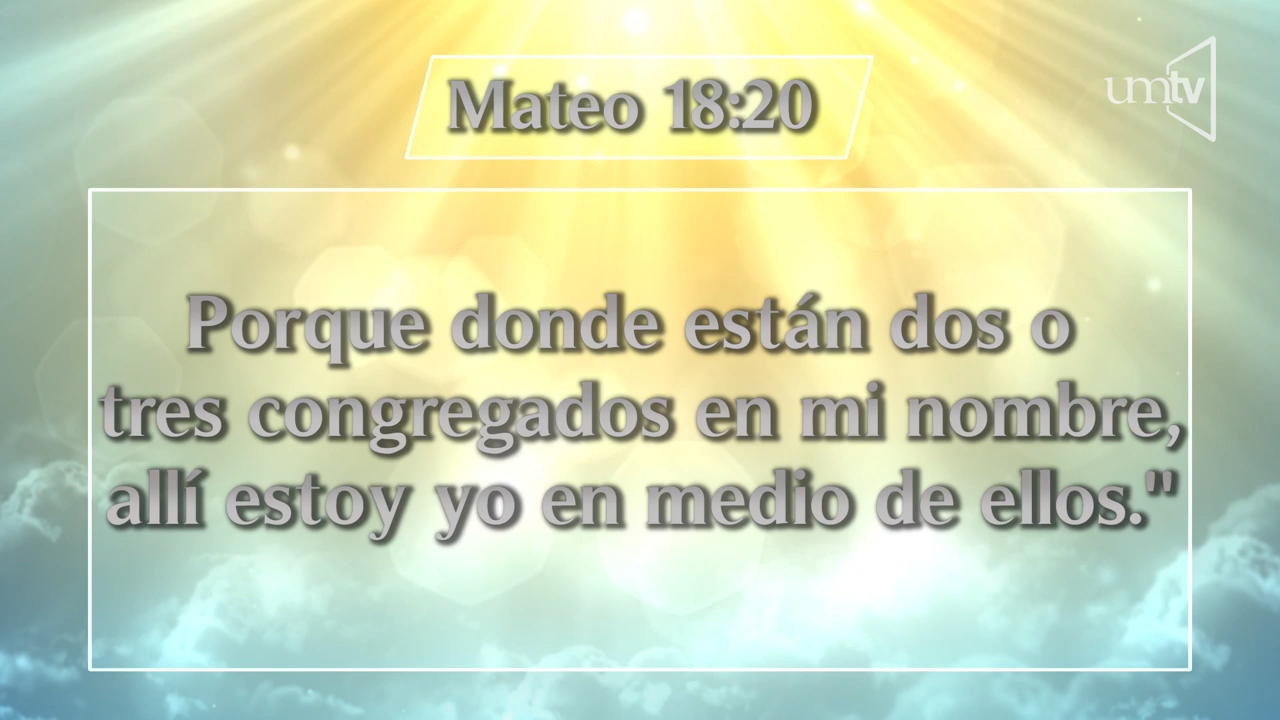 Mateo 18:20
umtv
Porque donde están dos o
tres congregados en mi nombre,
allí estoy yo en medio de ellos."